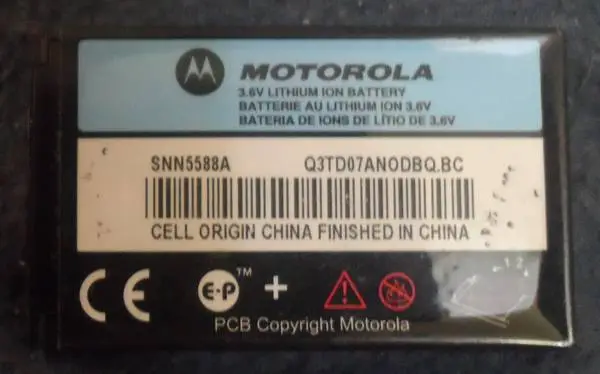 MOTOROLA
3.6V LITHIUM ION BATTERY
BATTERIE AU LITHIUM ION 3.6V
BATERIA DE IONS DE LÍTIO DE 3,6V
SNN5588A Q3TD07ANODBQ.BC
CELL ORIGIN CHINA FINISHED IN CHINA
CE E-P™ +
PCB Copyright Motorola